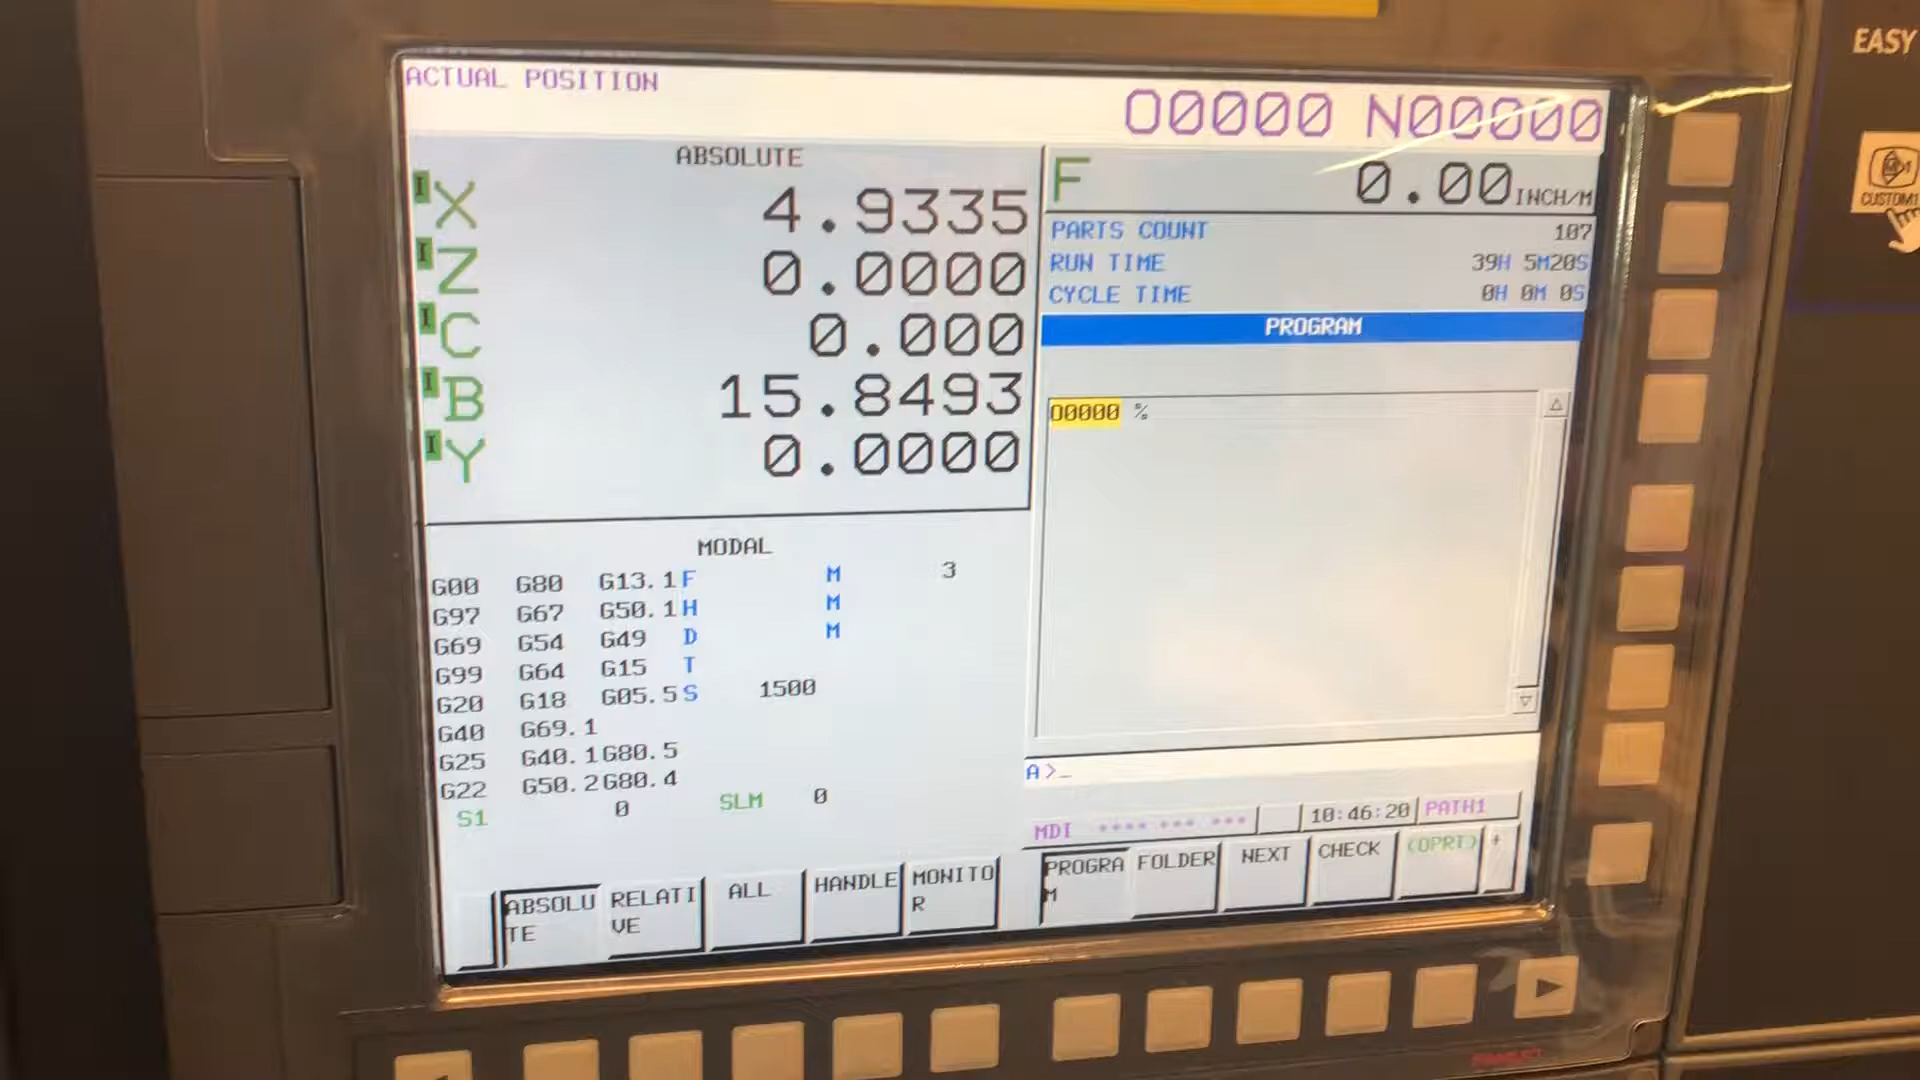 ACTUAL POSITION
O0000 N00000
ABSOLUTE
I X 4.9335
I Z 0.0000
I C 0.000
I B 15.8493
I Y 0.0000
F 0.00 INCH/M
PARTS COUNT 107
RUN TIME 39H 5M20S
CYCLE TIME 0H 0M 0S
PROGRAM
O0000 %
MODAL
G00 G80 G13.1 F M 3
G97 G67 G50.1 H M
G69 G54 G49 D M
G99 G64 G15 T
G20 G18 G05.5 S 1500
G40 G69.1
G25 G40.1 G80.5
G22 G50.2 G80.4
S1 0 SLM 0
A>_
MDI **** *** *** 10:46:20 PATH1
ABSOLUTE
RELATIVE
ALL
HANDLE
MONITOR
PROGRAM
FOLDER
NEXT
CHECK
(OPRT)
+
EASY
CUSTOM1